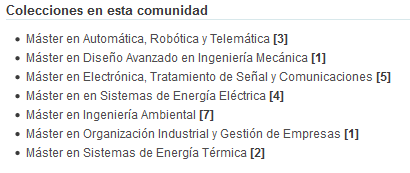 Colecciones en esta comunidad
Máster en Automática, Robótica y Telemática [3]
Máster en Diseño Avanzado en Ingeniería Mecánica [1]
Máster en Electrónica, Tratamiento de Señal y Comunicaciones [5]
Máster en en Sistemas de Energía Eléctrica [4]
Máster en Ingeniería Ambiental [7]
Máster en Organización Industrial y Gestión de Empresas [1]
Máster en Sistemas de Energía Térmica [2]